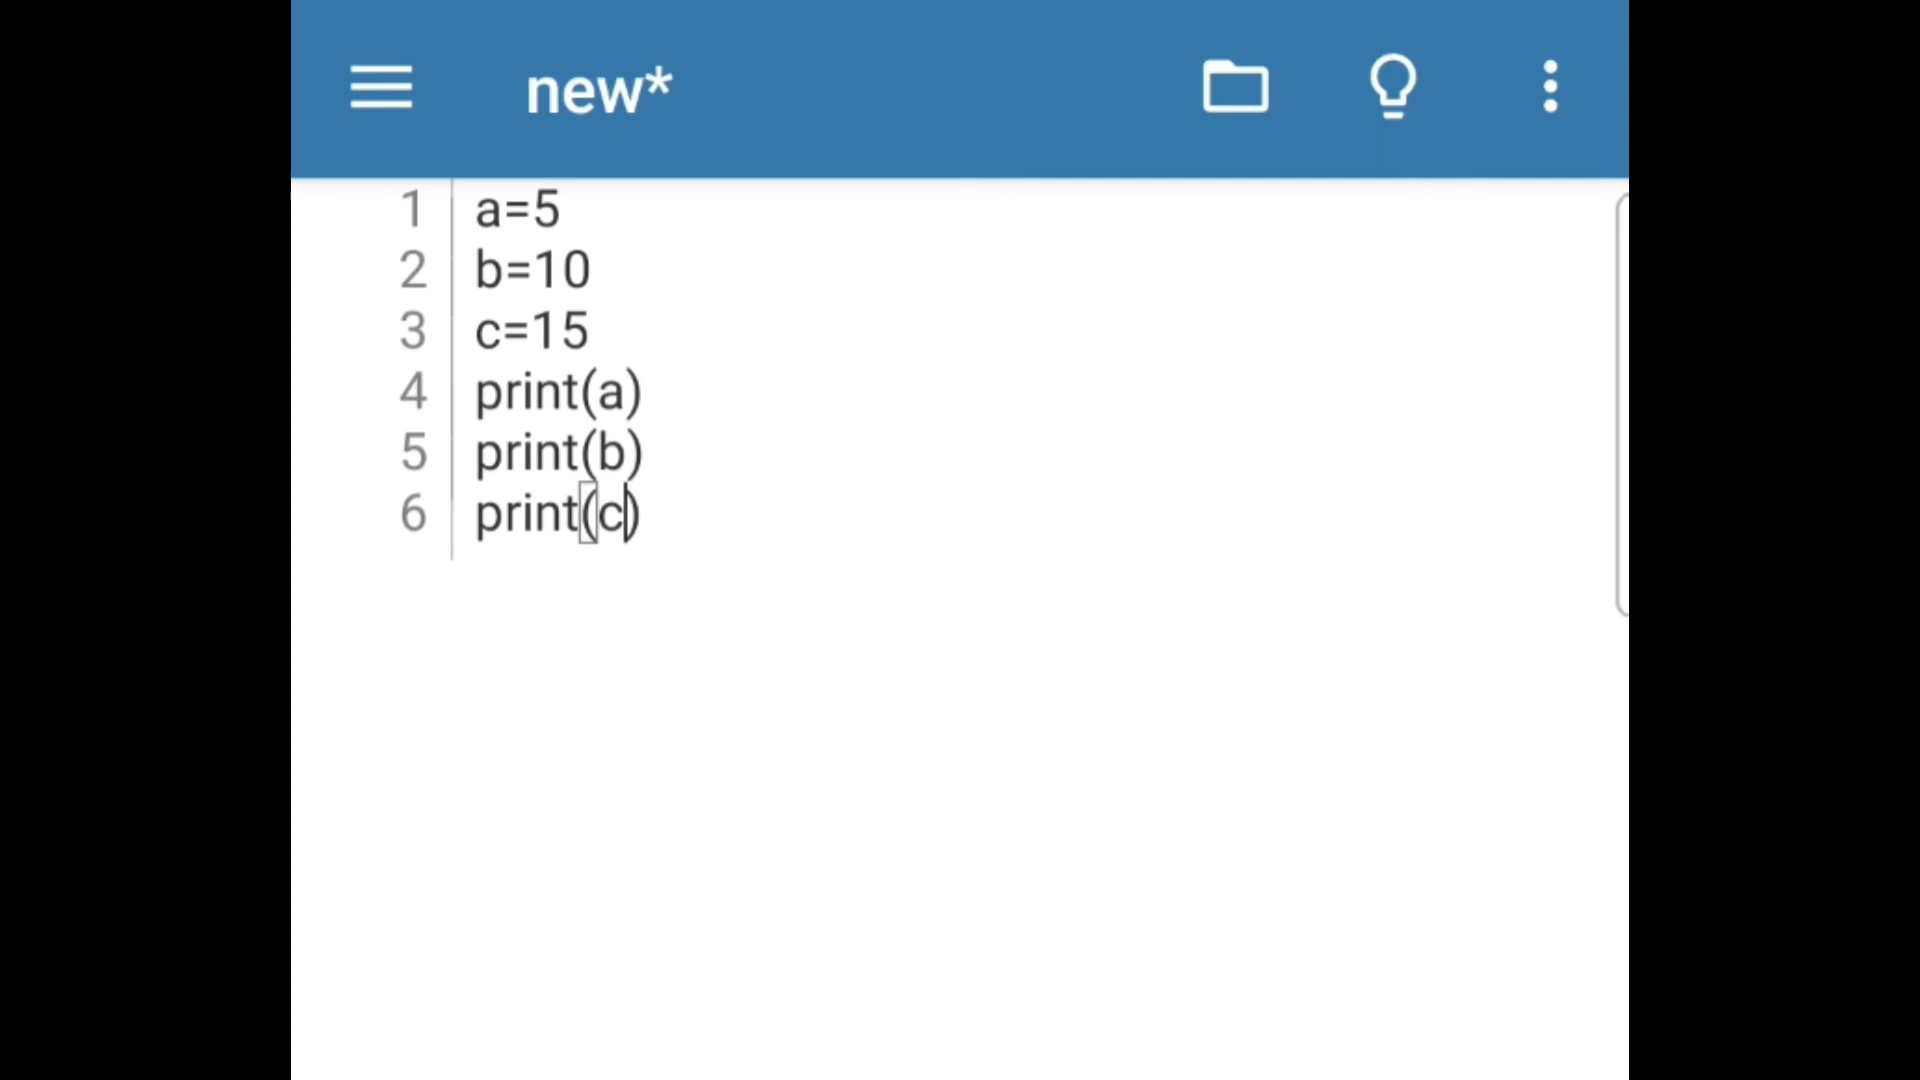 new*
1 a=5
2 b=10
3 c=15
4 print(a)
5 print(b)
6 print(c)